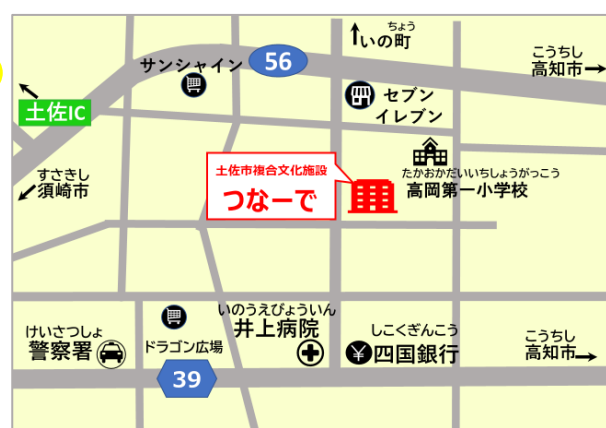 ちょう
いの町
サンシャイン
56
こうちし
高知市
土佐IC
セブン
イレブン
土佐市複合文化施設
つなーで
たかおかだいいちしょうがっこう
高岡第一小学校
すさきし
須崎市
いのうえびょういん
井上病院
しこくぎんこう
四国銀行
けいさつしょ
警察署
ドラゴン広場
こうちし
高知市
39